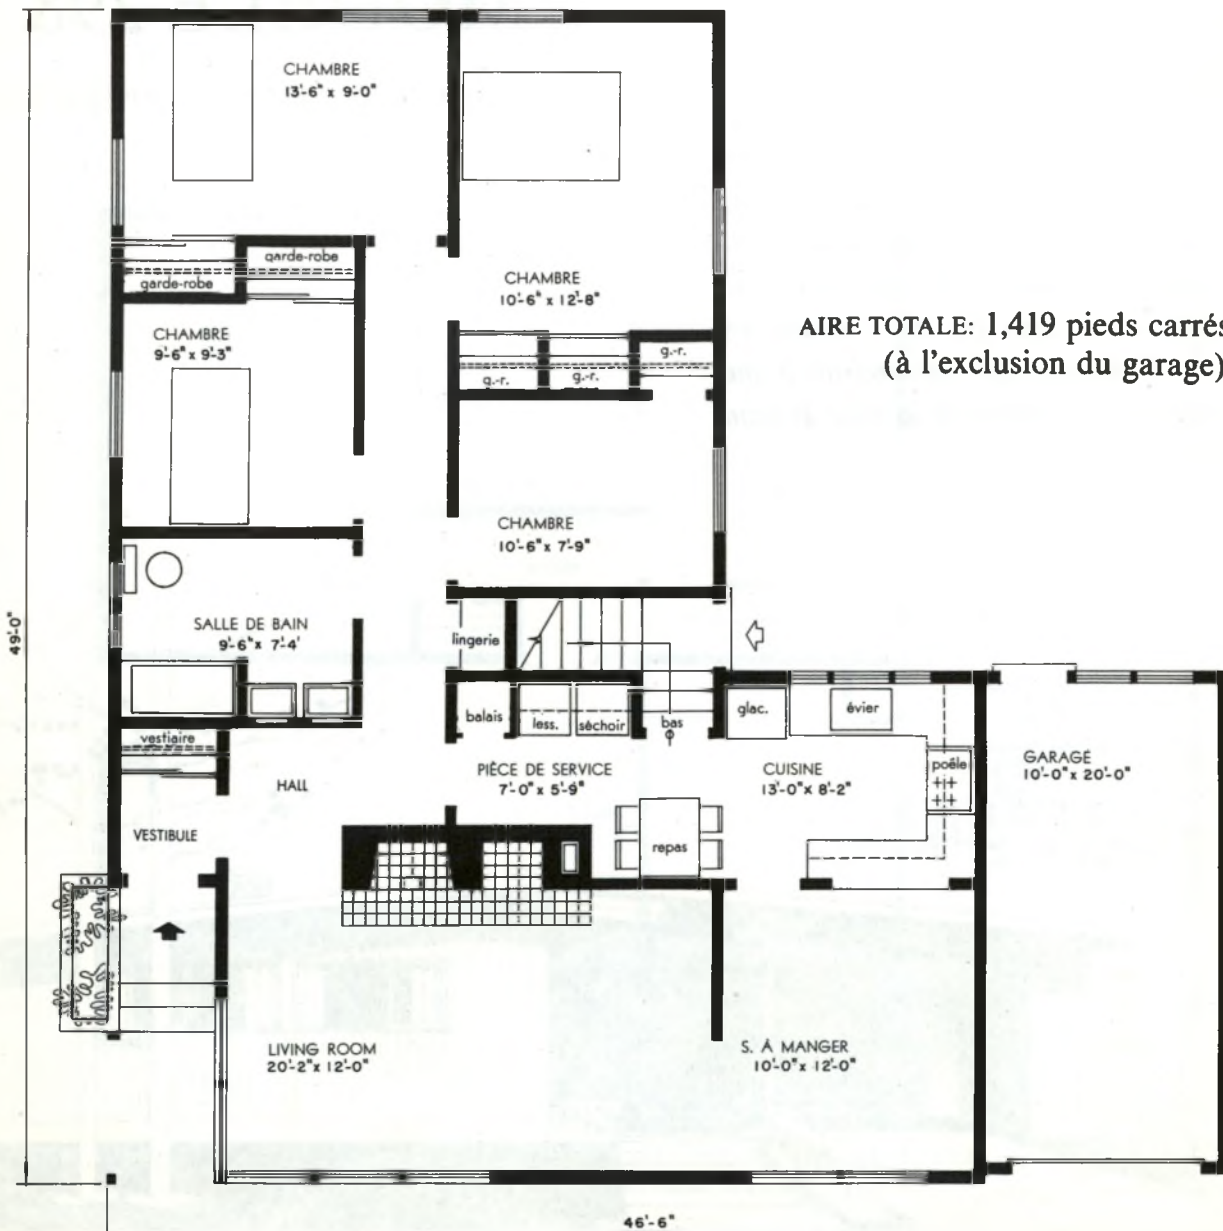 CHAMBRE
13'-6" x 9'-0"
garde-robe
garde-robe
CHAMBRE
10'-6" x 12'-8"
AIRE TOTALE: 1,419 pieds carrés
(à l'exclusion du garage)
CHAMBRE
9'-6" x 9'-3"
g.-r.
g.-r.
g.-r.
CHAMBRE
10'-6" x 7'-9"
49'-0"
SALLE DE BAIN
9'-6" x 7'-4'
lingerie
balais
less.
séchoir
bas
glac.
évier
vestiaire
HALL
PIÈCE DE SERVICE
7'-0" x 5'-9"
CUISINE
13'-0" x 8'-2"
poêle
GARAGE
10'-0" x 20'-0"
VESTIBULE
repas
LIVING ROOM
20'-2" x 12'-0"
S. À MANGER
10'-0" x 12'-0"
46'-6"